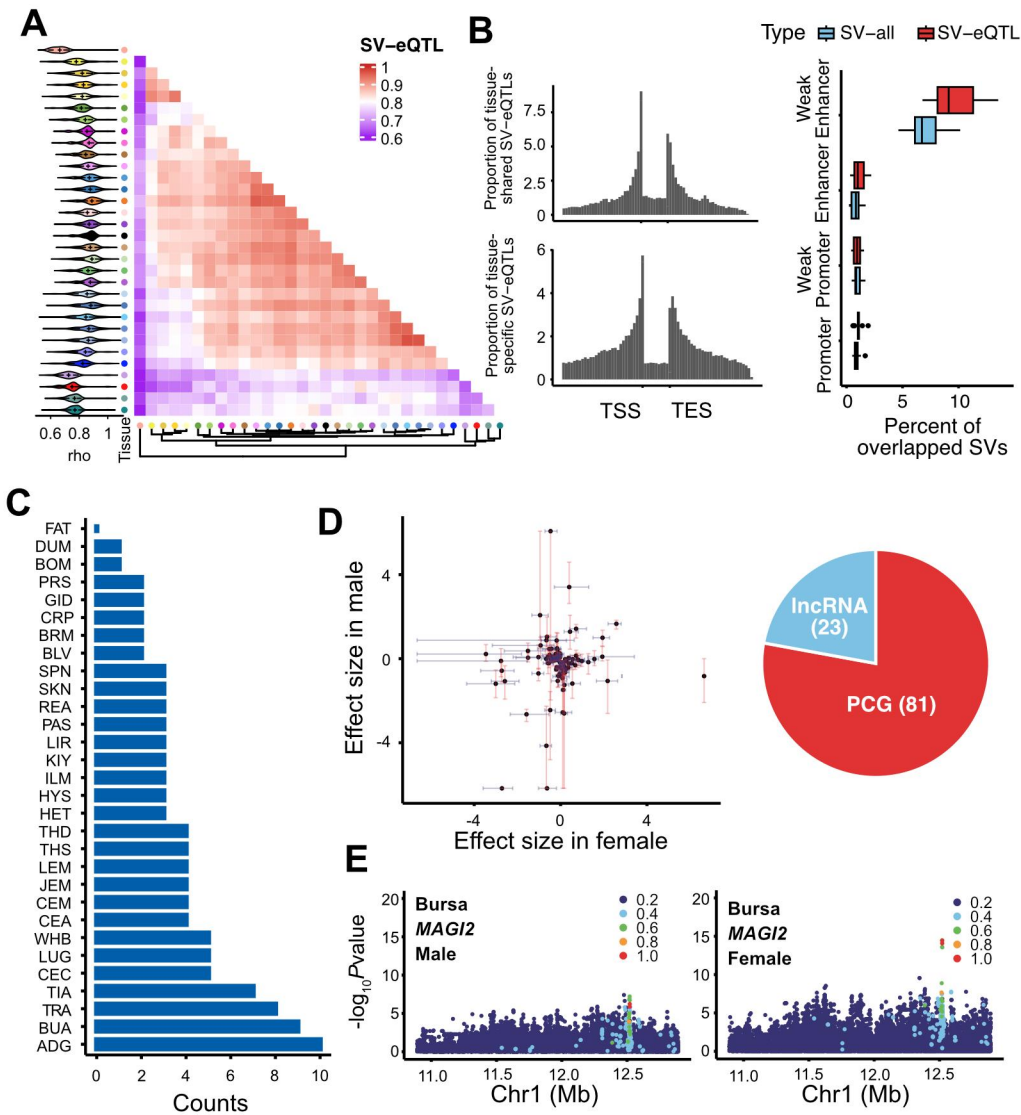 A
SV-eQTL
1
0.9
0.8
0.7
0.6
0.6 0.8 1
rho
Tissue
B
Type SV-all SV-eQTL
Proportion of tissue-
shared SV-eQTLs
7.5
5.0
2.5
0
Proportion of tissue-
specific SV-eQTLs
6
4
2
0
TSS TES
Weak
Enhancer
Enhancer
Weak
Promoter
Promoter
0 5 10
Percent of
overlapped SVs
C
FAT
DUM
BOM
PRS
GID
CRP
BRM
BLV
SPN
SKN
REA
PAS
LIR
KIY
ILM
HYS
HET
THD
THS
LEM
JEM
CEM
CEA
WHB
LUG
CEC
TIA
TRA
BUA
ADG
0 2 4 6 8 10
Counts
D
Effect size in male
4
0
-4
-4 0 4
Effect size in female
lncRNA
(23)
PCG (81)
E
-log10Pvalue
20
15
10
5
0
Bursa
MAGI2
Male
0.2
0.4
0.6
0.8
1.0
11.0 11.5 12.0 12.5
20
15
10
5
0
Bursa
MAGI2
Female
0.2
0.4
0.6
0.8
1.0
11.0 11.5 12.0 12.5
Chr1 (Mb) Chr1 (Mb)